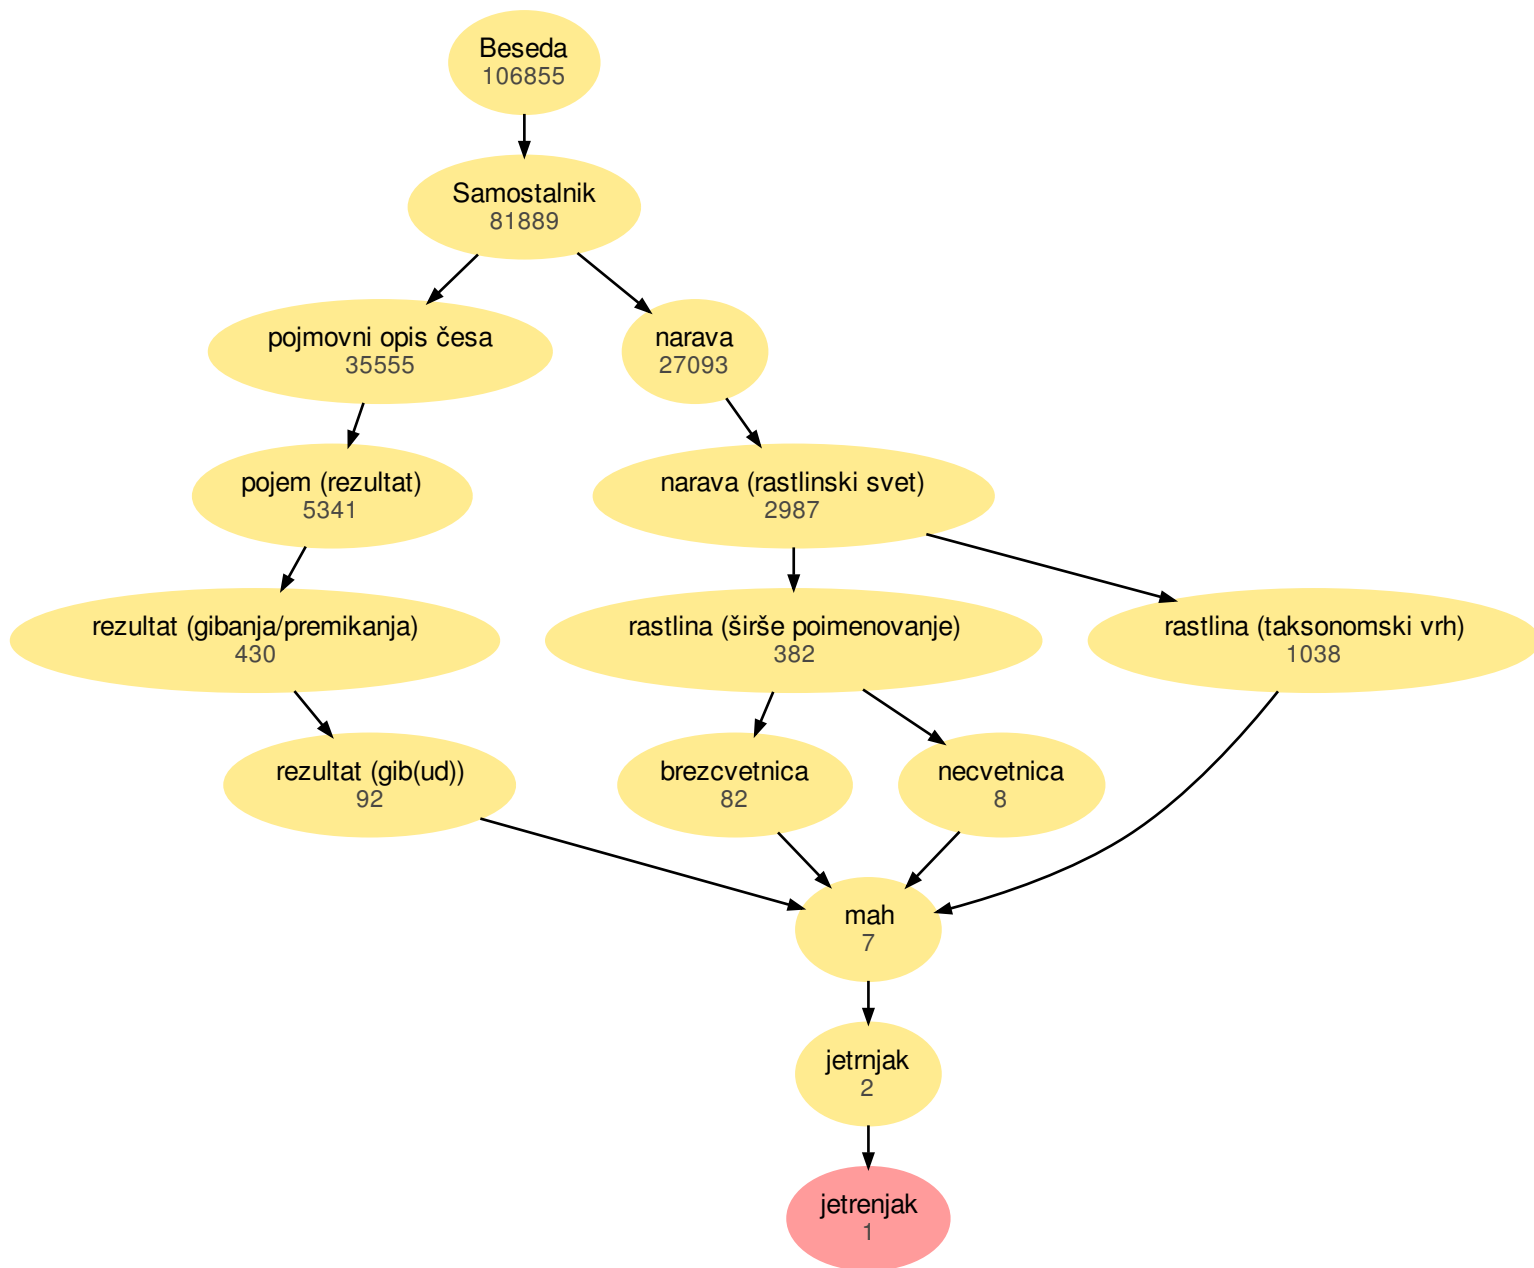 Beseda
106855
Samostalnik
81889
pojmovni opis česa
35555
narava
27093
pojem (rezultat)
5341
narava (rastlinski svet)
2987
rezultat (gibanja/premikanja)
430
rastlina (širše poimenovanje)
382
rastlina (taksonomski vrh)
1038
rezultat (gib(ud))
92
brezcvetnica
82
necvetnica
8
mah
7
jetrnjak
2
jetrenjak
1